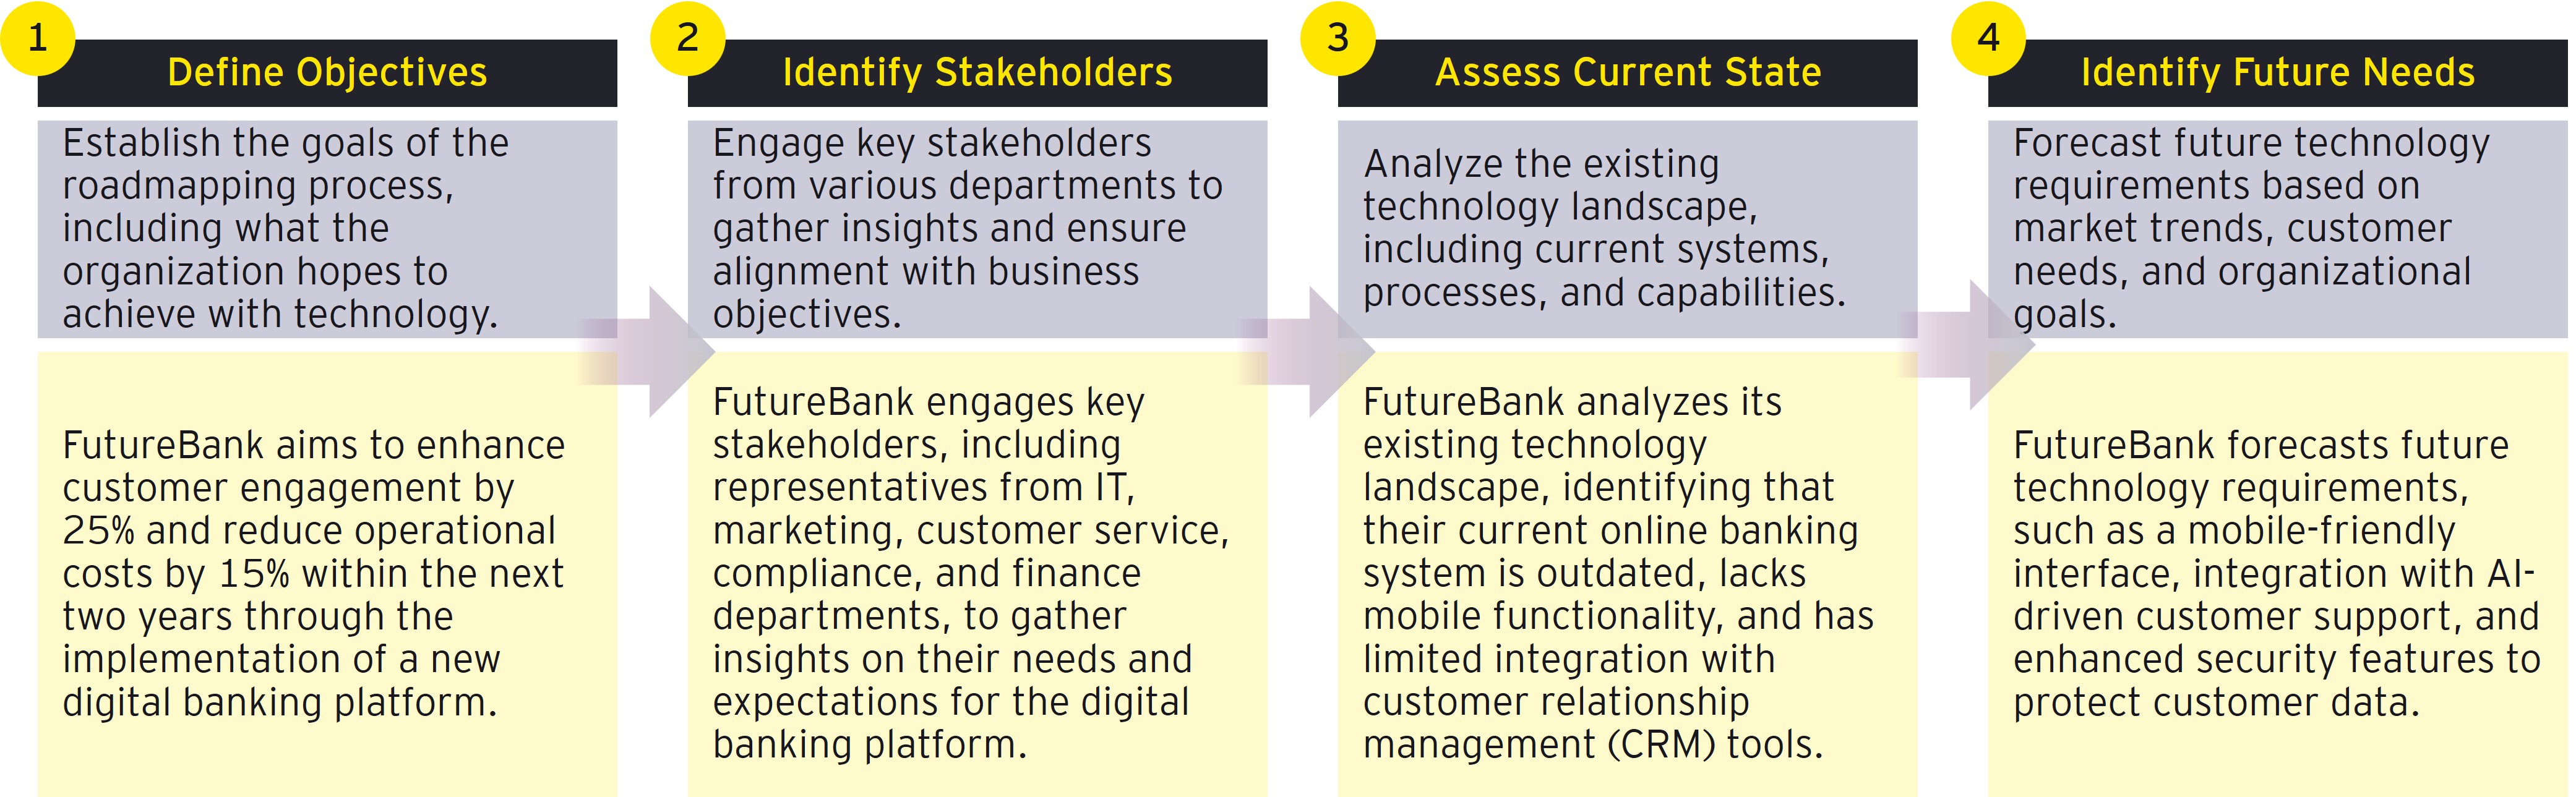 1
Define Objectives
Establish the goals of the
roadmapping process,
including what the
organization hopes to
achieve with technology.
FutureBank aims to enhance
customer engagement by
25% and reduce operational
costs by 15% within the next
two years through the
implementation of a new
digital banking platform.
2
Identify Stakeholders
Engage key stakeholders
from various departments to
gather insights and ensure
alignment with business
objectives.
FutureBank engages key
stakeholders, including
representatives from IT,
marketing, customer service,
compliance, and finance
departments, to gather
insights on their needs and
expectations for the digital
banking platform.
3
Assess Current State
Analyze the existing
technology landscape,
including current systems,
processes, and capabilities.
FutureBank analyzes its
existing technology
landscape, identifying that
their current online banking
system is outdated, lacks
mobile functionality, and has
limited integration with
customer relationship
management (CRM) tools.
4
Identify Future Needs
Forecast future technology
requirements based on
market trends, customer
needs, and organizational
goals.
FutureBank forecasts future
technology requirements,
such as a mobile-friendly
interface, integration with AI-
driven customer support, and
enhanced security features to
protect customer data.